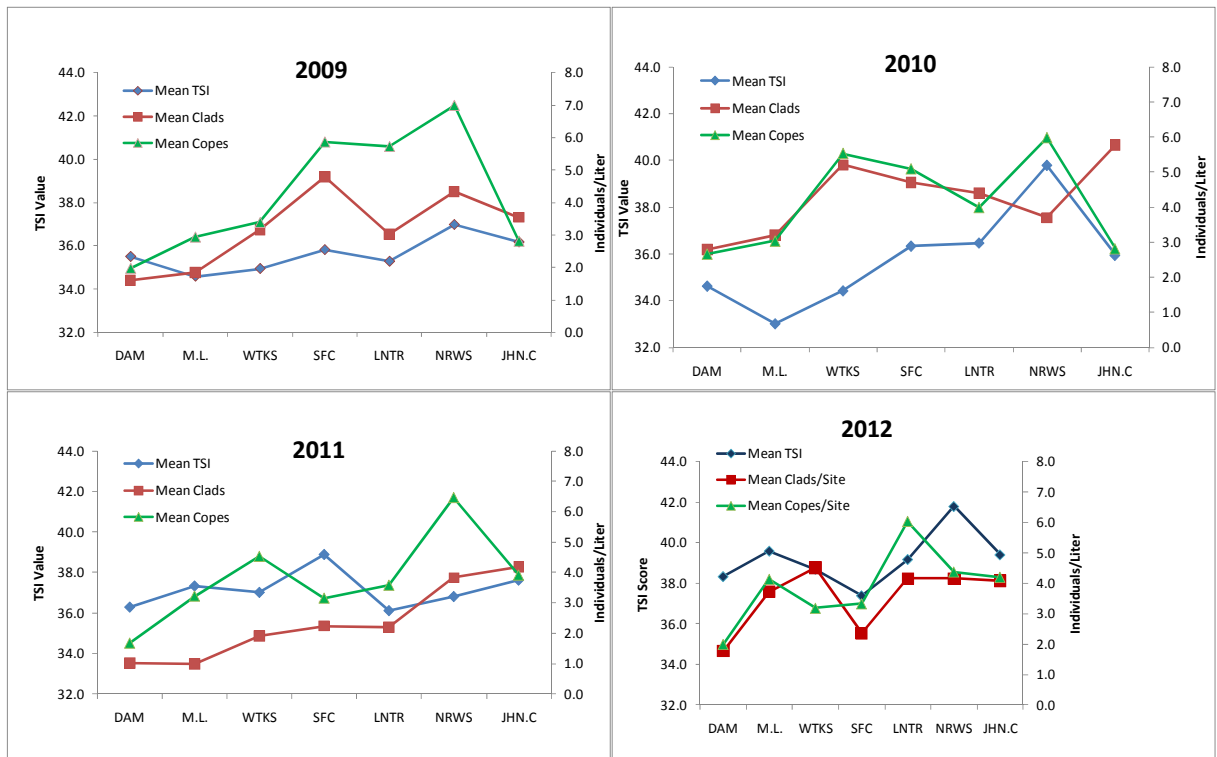 2009
Mean TSI
Mean Clads
Mean Copes
TSI Value
44.0
42.0
40.0
38.0
36.0
34.0
32.0
8.0
7.0
6.0
5.0
4.0
3.0
2.0
1.0
0.0
Individuals/Liter
DAM M.L. WTKS SFC LNTR NRWS JHN.C
2010
Mean TSI
Mean Clads
Mean Copes
TSI Value
44.0
42.0
40.0
38.0
36.0
34.0
32.0
8.0
7.0
6.0
5.0
4.0
3.0
2.0
1.0
0.0
Individuals/Liter
DAM M.L. WTKS SFC LNTR NRWS JHN.C
2011
Mean TSI
Mean Clads
Mean Copes
TSI Value
44.0
42.0
40.0
38.0
36.0
34.0
32.0
8.0
7.0
6.0
5.0
4.0
3.0
2.0
1.0
0.0
Individuals/Liter
DAM M.L. WTKS SFC LNTR NRWS JHN.C
2012
Mean TSI
Mean Clads/Site
Mean Copes/Site
TSI Score
44.0
42.0
40.0
38.0
36.0
34.0
32.0
8.0
7.0
6.0
5.0
4.0
3.0
2.0
1.0
0.0
Individuals/Liter
DAM M.L. WTKS SFC LNTR NRWS JHN.C